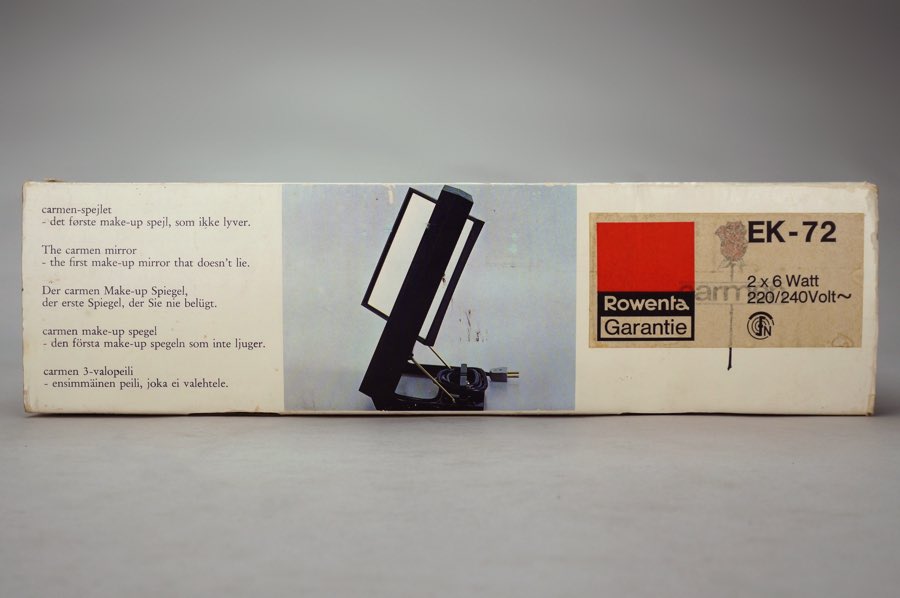 carmen-spejlet
- det første make-up spejl, som ikke lyver.
The carmen mirror
- the first make-up mirror that doesn't lie.
Der carmen Make-up Spiegel,
der erste Spiegel, der Sie nie belügt.
carmen make-up spegel
- den första make-up spegeln som inte ljuger.
carmen 3-valopeili
- ensimmäinen peili, joka ei valehtele.
EK-72
2 x 6 Watt
220/240Volt~
carmen
Rowenta
Garantie